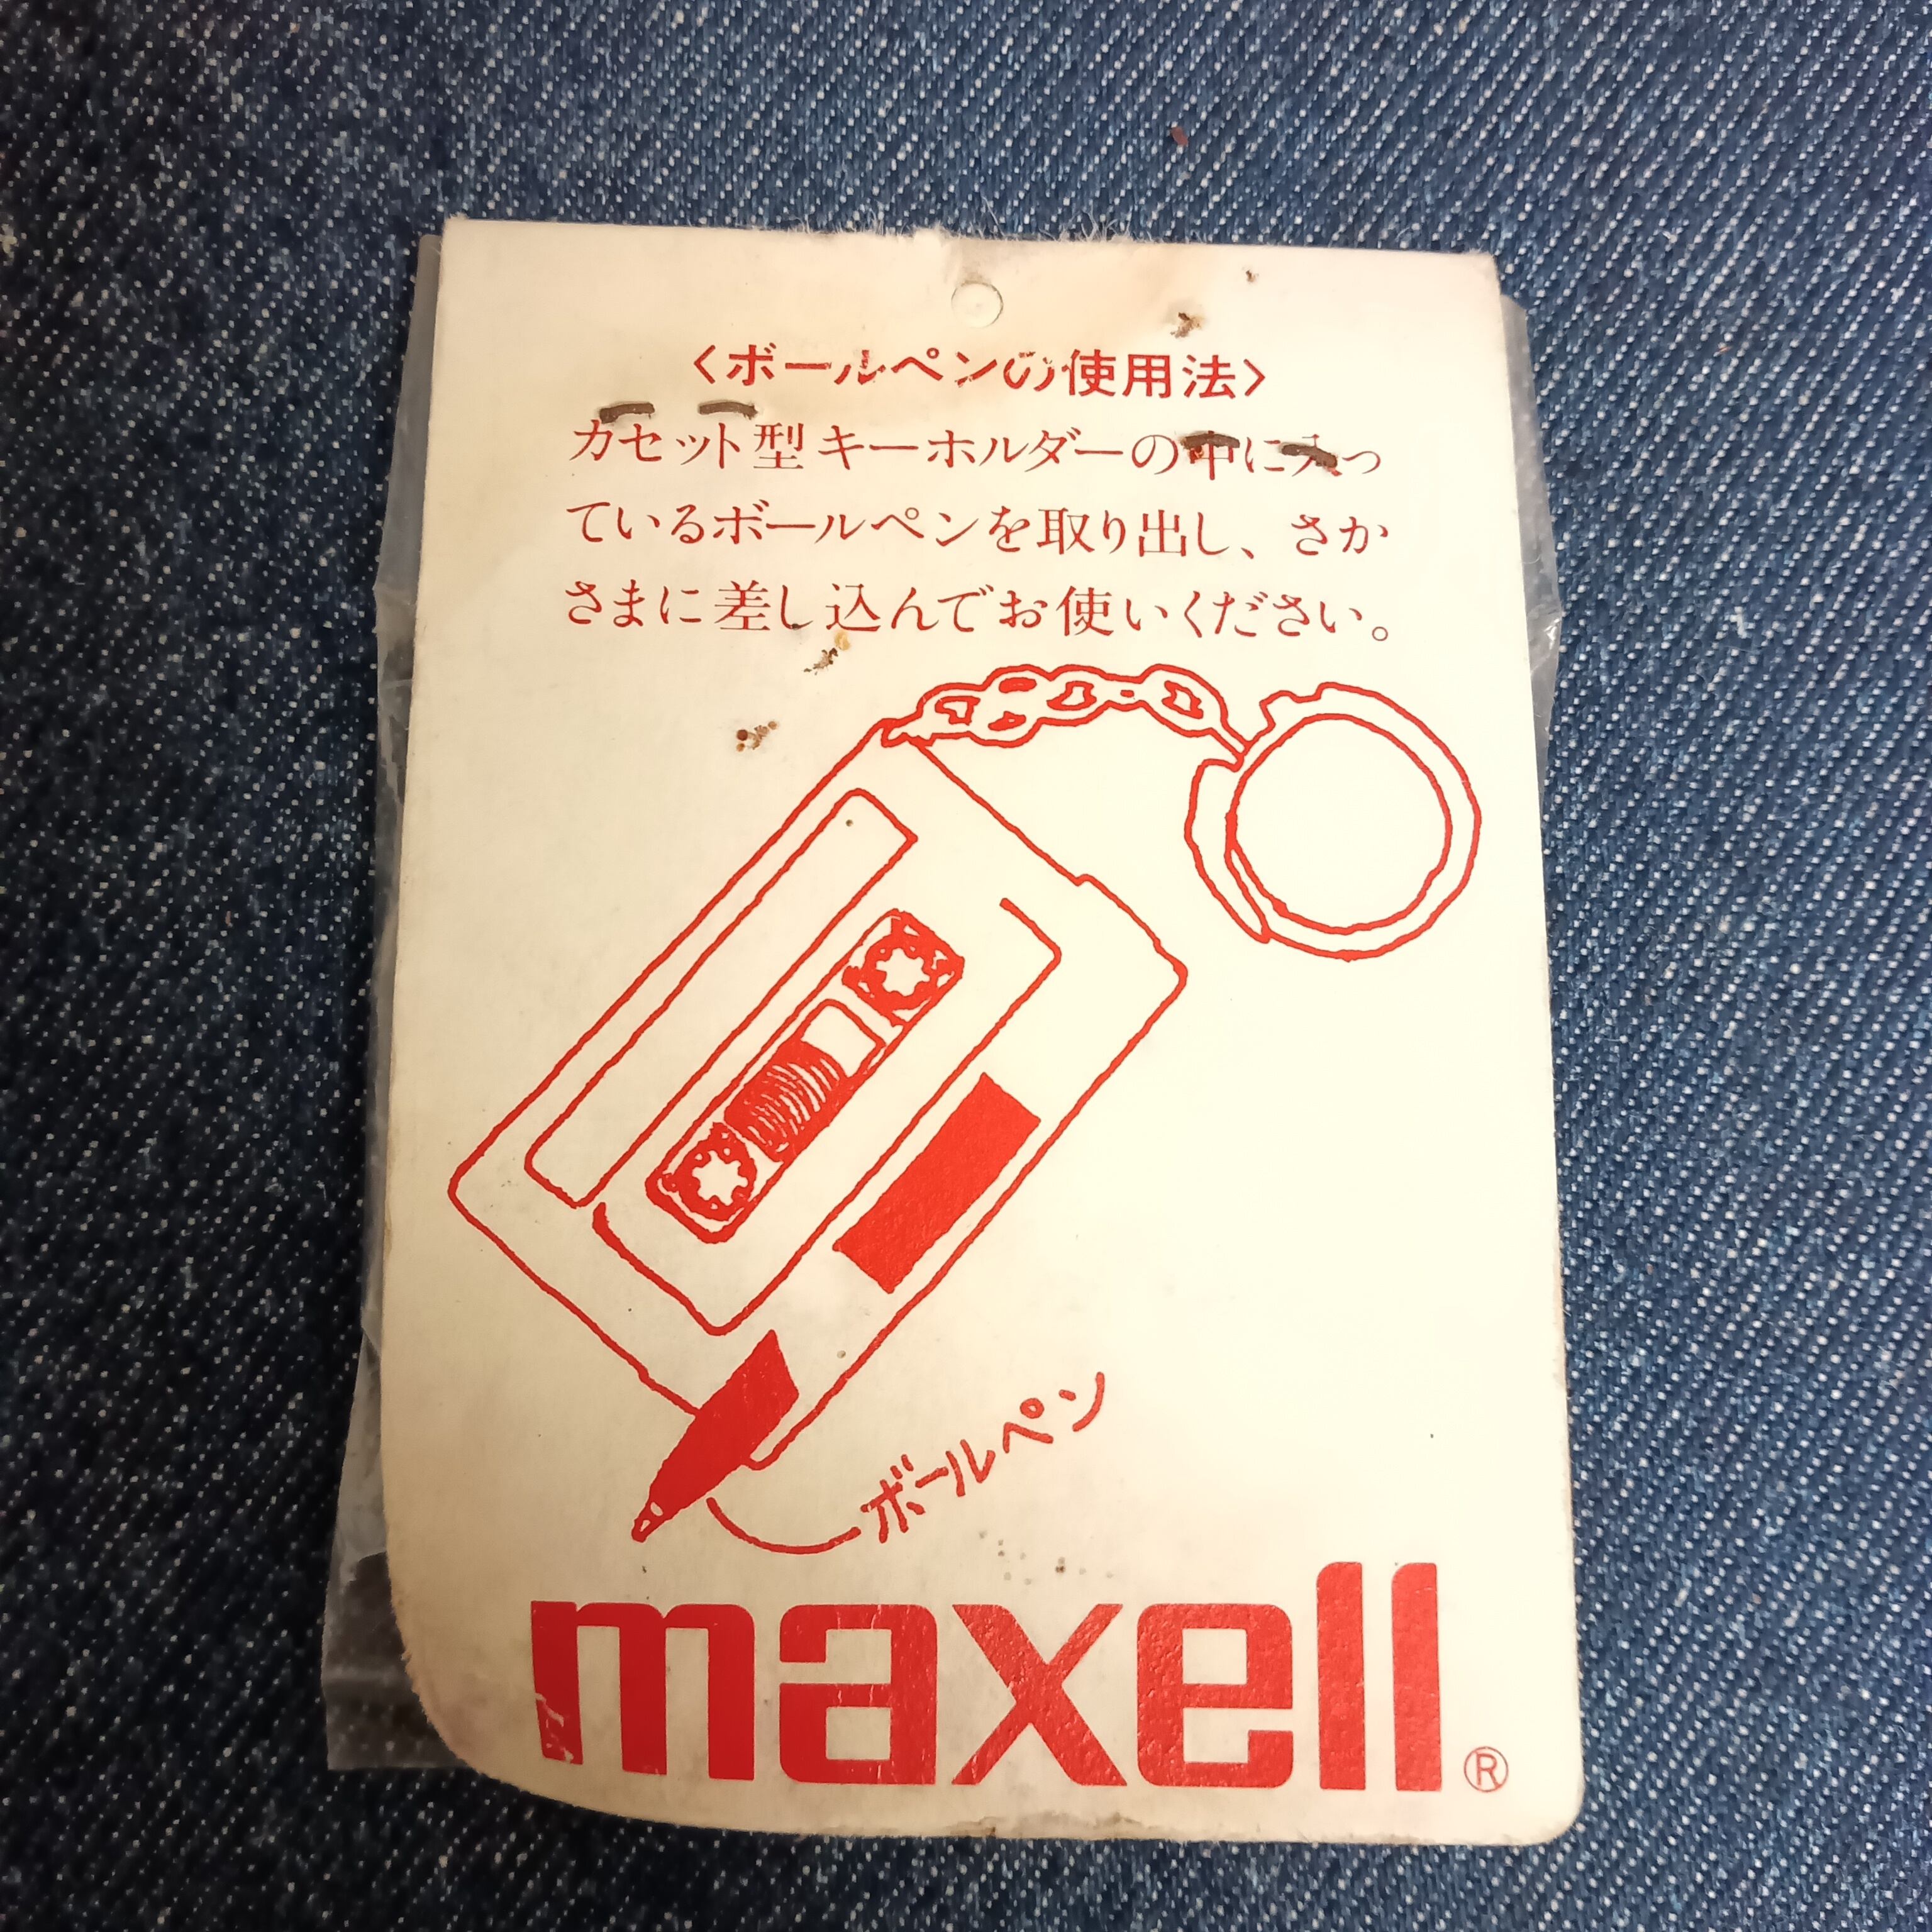 〈ボールペンの使用法〉
カセット型キーホルダーの中に入っ
ているボールペンを取り出し、さか
さまに差し込んでお使いください。
ボールペン
maxell®